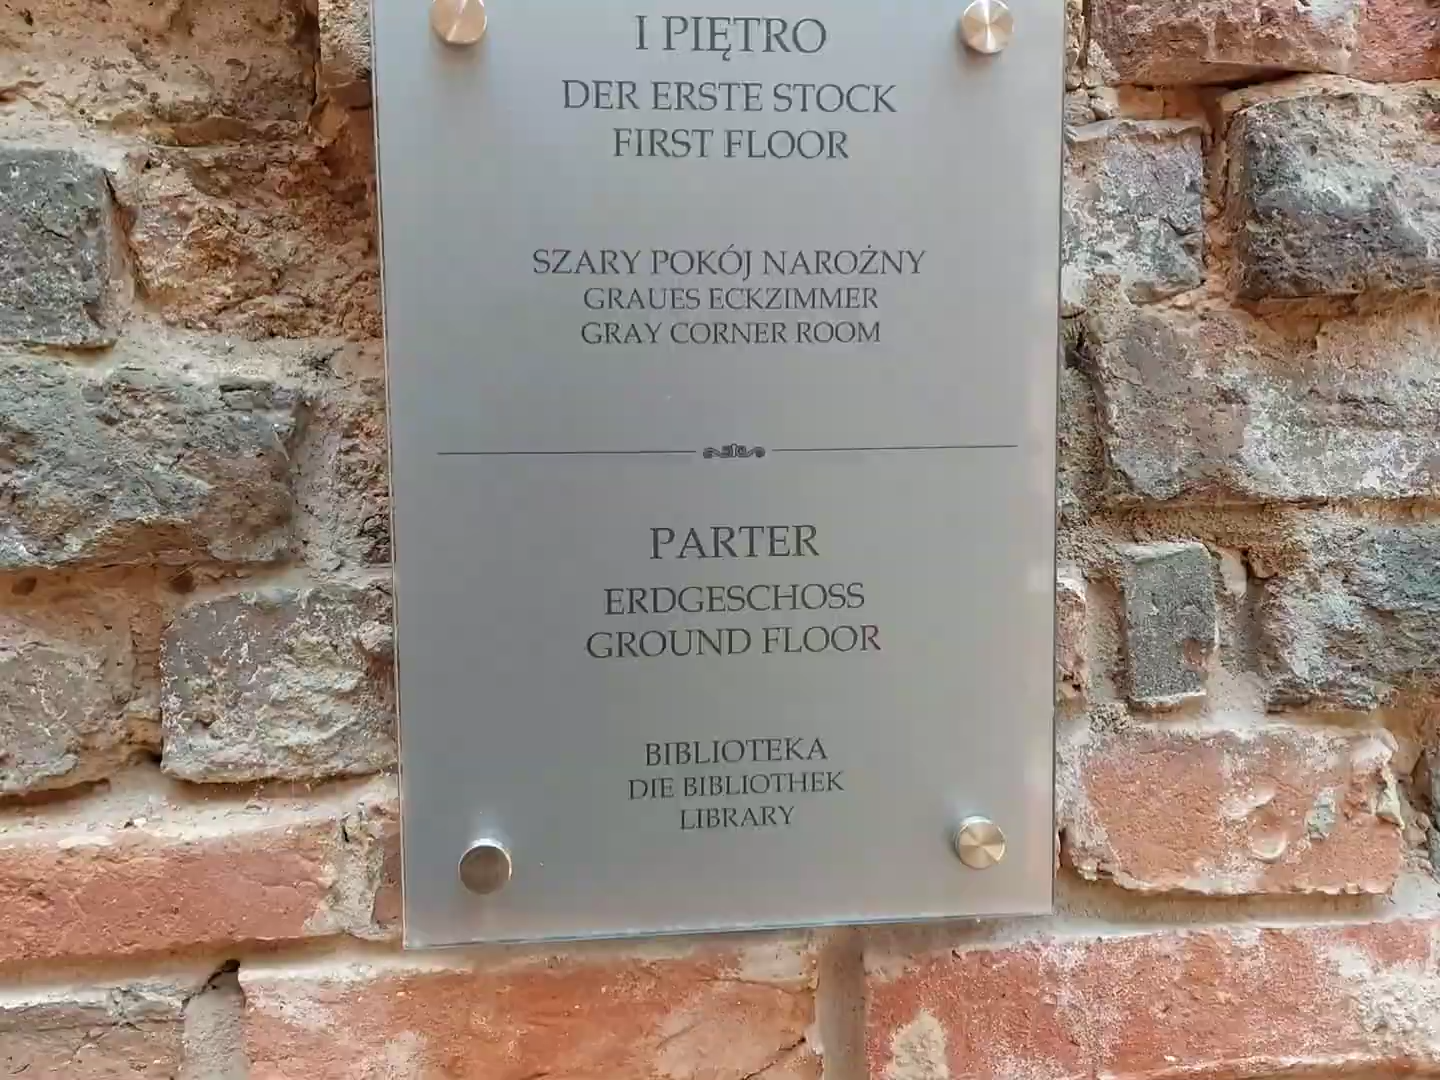 I PIĘTRO
DER ERSTE STOCK
FIRST FLOOR
SZARY POKÓJ NAROŻNY
GRAUES ECKZIMMER
GRAY CORNER ROOM
PARTER
ERDGESCHOSS
GROUND FLOOR
BIBLIOTEKA
DIE BIBLIOTHEK
LIBRARY